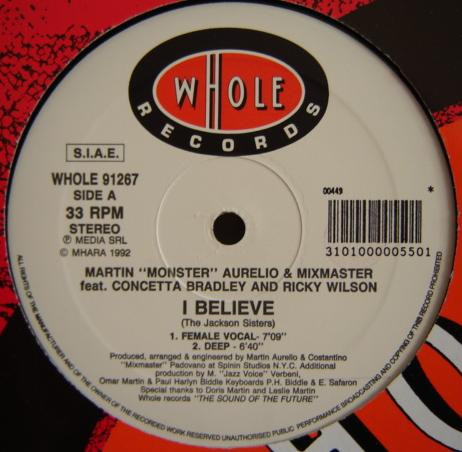 WHOLE
RECORDS
S.I.A.E.
WHOLE 91267
SIDE A
33 RPM
STEREO
Ⓟ MEDIA SRL
© MHARA 1992
00449
*
3101000005501
MARTIN "MONSTER" AURELIO & MIXMASTER
feat. CONCETTA BRADLEY AND RICKY WILSON
I BELIEVE
(The Jackson Sisters)
1. FEMALE VOCAL- 7'09"
2. DEEP - 6'40"
Produced, arranged & engineered by Martin Aurello & Costantino
"Mixmaster" Padovano at Spinin Studios N.Y.C. Additional
production by M. "Jazz Voice" Verbeni,
Omar Martin & Paul Harlyn Biddle Keyboards P.H. Biddle & E. Safaron
Special thanks by Doris Martin and Leslie Martin
Whole records "THE SOUND OF THE FUTURE"
ALL RIGHTS OF THE MANUFACTURER AND OF THE OWNER OF THE RECORDED WORK RESERVED UNAUTHORISED PUBLIC PERFORMANCE BROADCASTING AND COPYING OF THIS RECORD PROHIBITED